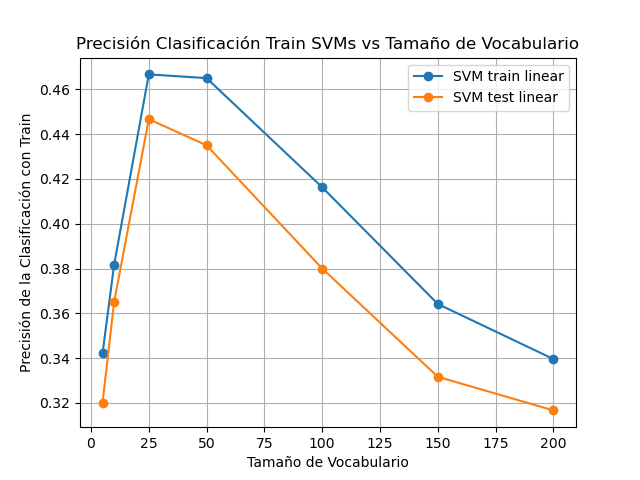 Precisión Clasificación Train SVMs vs Tamaño de Vocabulario
SVM train linear
SVM test linear
Precisión de la Clasificación con Train
0.46
0.44
0.42
0.40
0.38
0.36
0.34
0.32
0 25 50 75 100 125 150 175 200
Tamaño de Vocabulario